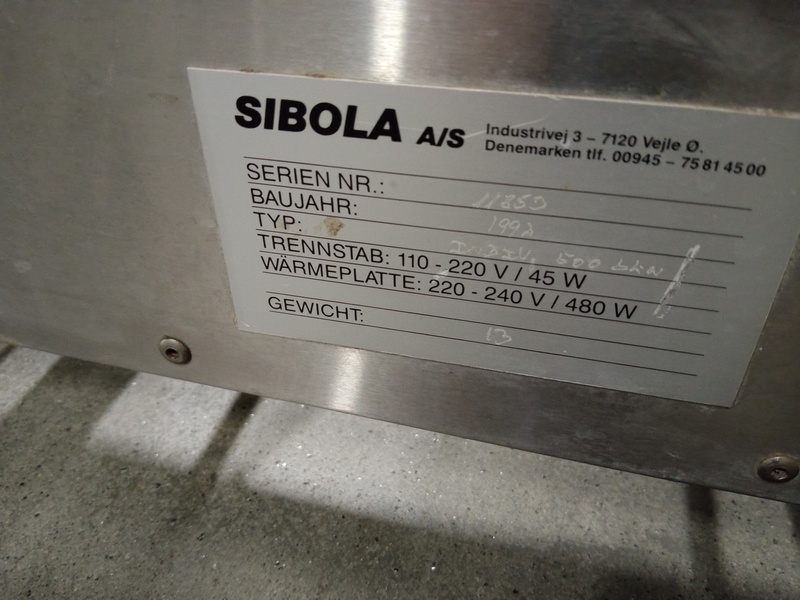 SIBOLA A/S
Industrivej 3 – 7120 Vejle Ø.
Denemarken tlf. 00945 – 75 81 45 00
SERIEN NR.:
BAUJAHR: 1992
TYP: 500
TRENNSTAB: 110 - 220 V / 45 W
WÄRMEPLATTE: 220 - 240 V / 480 W
GEWICHT: 13